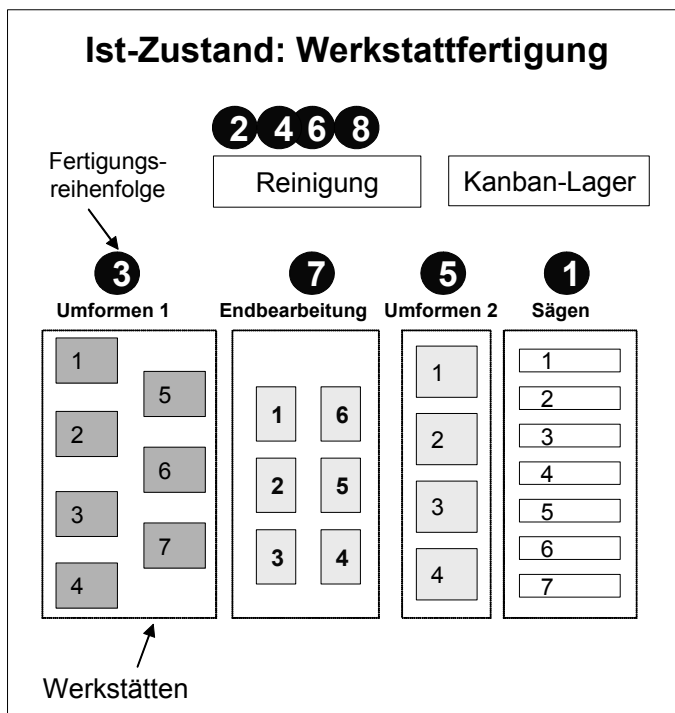 Ist-Zustand: Werkstattfertigung
2 4 6 8
Fertigungs-
reihenfolge
Reinigung
Kanban-Lager
3
7
5
1
Umformen 1
Endbearbeitung
Umformen 2
Sägen
1
2
3
4
5
6
7
1
2
3
6
5
4
1
2
3
4
1
2
3
4
5
6
7
Werkstätten